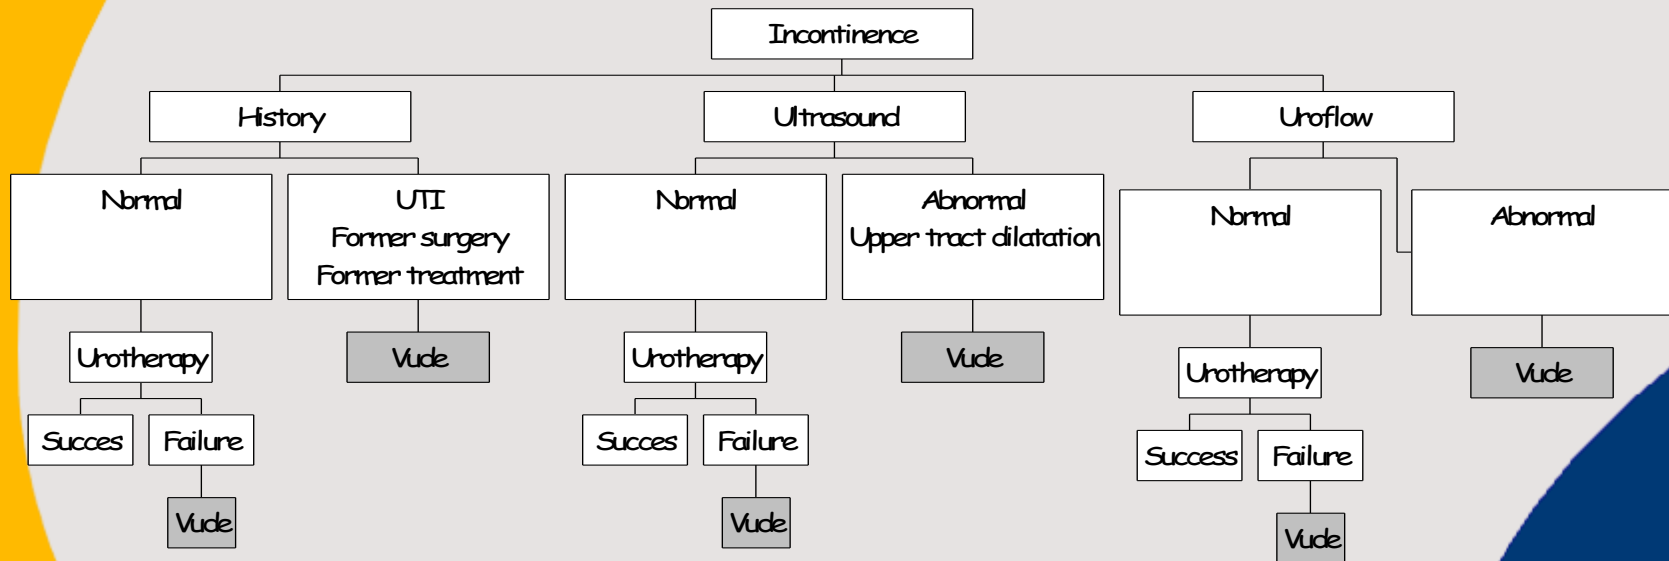 Incontinence
History
Ultrasound
Uroflow
Normal
UTI
Former surgery
Former treatment
Normal
Abnormal
Upper tract dilatation
Normal
Abnormal
Urotherapy
Vude
Urotherapy
Vude
Urotherapy
Vude
Succes
Failure
Succes
Failure
Success
Failure
Vude
Vude
Vude